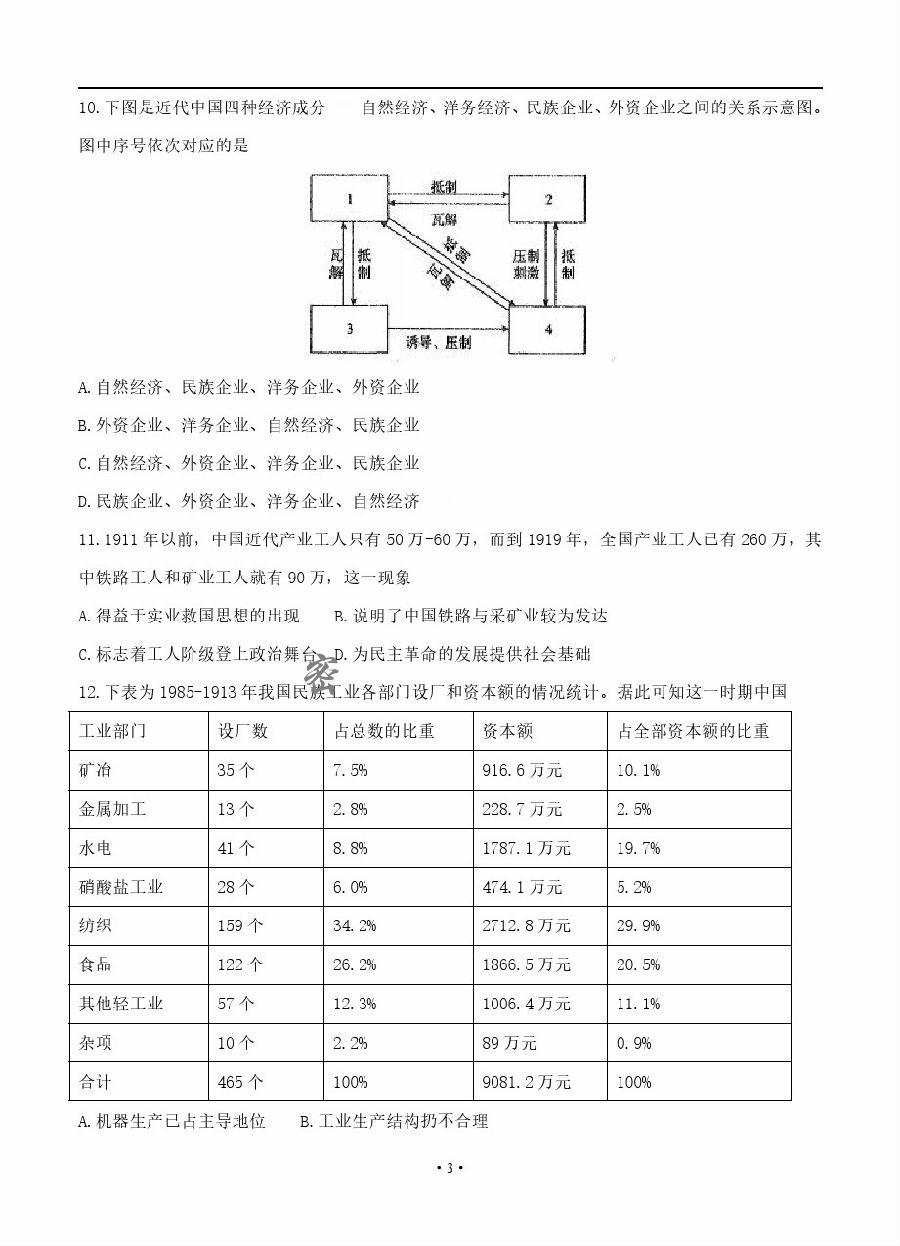 10.下图是近代中国四种经济成分 自然经济、洋务经济、民族企业、外资企业之间的关系示意图。
图中序号依次对应的是
1
抵制
瓦解
2
瓦解
抵制
压制
刺激
抵制
3
诱导、压制
4
A.自然经济、民族企业、洋务企业、外资企业
B.外资企业、洋务企业、自然经济、民族企业
C.自然经济、外资企业、洋务企业、民族企业
D.民族企业、外资企业、洋务企业、自然经济
11.1911年以前，中国近代产业工人只有50万-60万，而到1919年，全国产业工人已有260万，其
中铁路工人和矿业工人就有90万，这一现象
A.得益于实业救国思想的出现 B.说明了中国铁路与采矿业较为发达
C.标志着工人阶级登上政治舞台 D.为民主革命的发展提供社会基础
密
12.下表为1985-1913年我国民族工业各部门设厂和资本额的情况统计。据此可知这一时期中国
工业部门 设厂数 占总数的比重 资本额 占全部资本额的比重
矿冶 35个 7.5% 916.6万元 10.1%
金属加工 13个 2.8% 228.7万元 2.5%
水电 41个 8.8% 1787.1万元 19.7%
硝酸盐工业 28个 6.0% 474.1万元 5.2%
纺织 159个 34.2% 2712.8万元 29.9%
食品 122个 26.2% 1866.5万元 20.5%
其他轻工业 57个 12.3% 1006.4万元 11.1%
杂项 10个 2.2% 89万元 0.9%
合计 465个 100% 9081.2万元 100%
A.机器生产已占主导地位 B.工业生产结构扔不合理
·3·